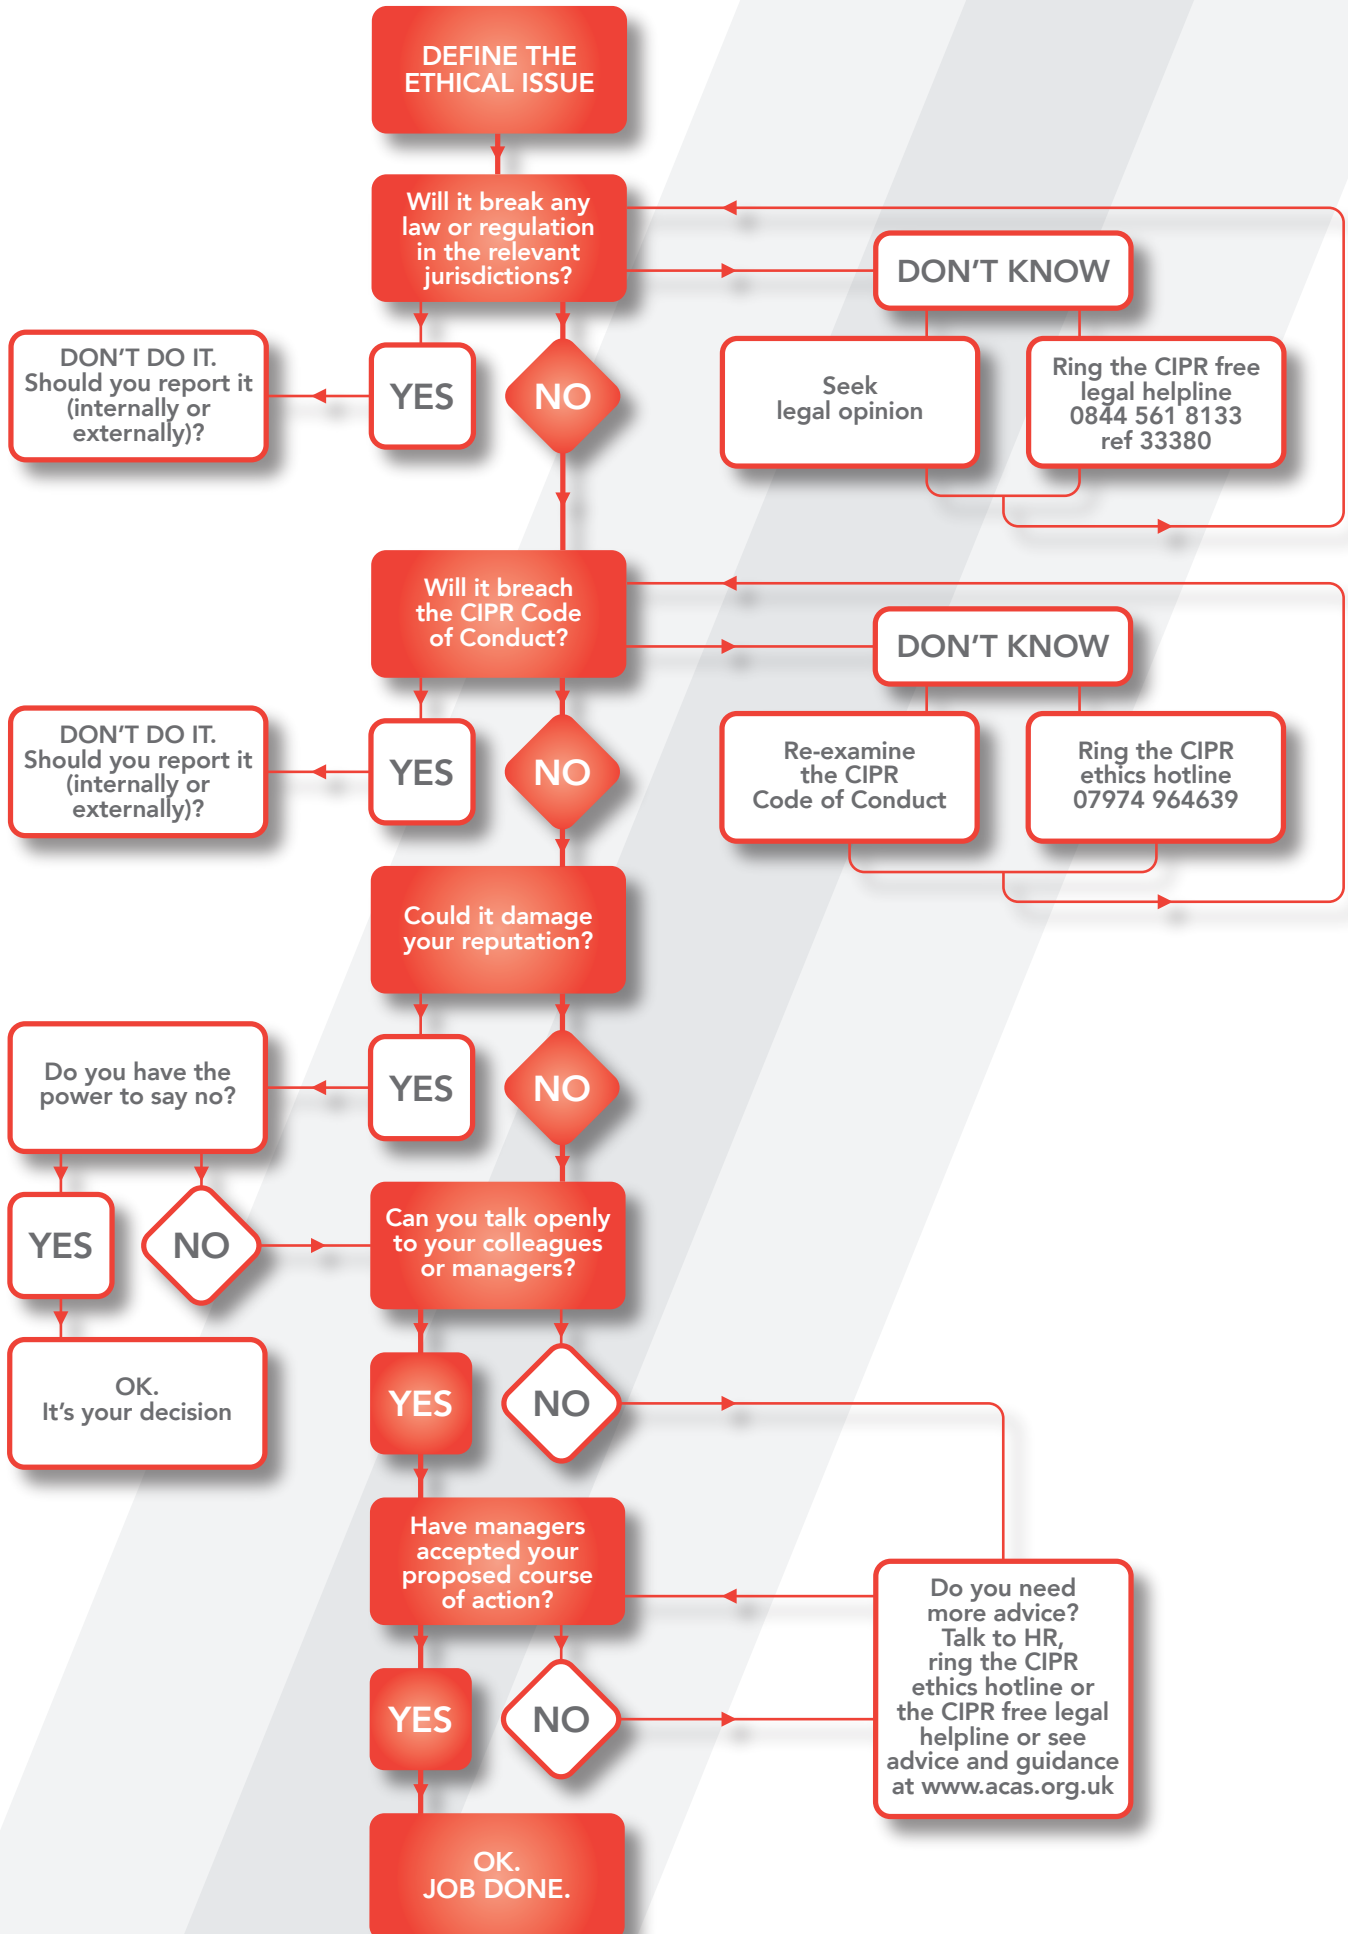 DEFINE THE
ETHICAL ISSUE
Will it break any
law or regulation
in the relevant
jurisdictions?
DON'T KNOW
DON'T DO IT.
Should you report it
(internally or
externally)?
YES
NO
Seek
legal opinion
Ring the CIPR free
legal helpline
0844 561 8133
ref 33380
Will it breach
the CIPR Code
of Conduct?
DON'T KNOW
DON'T DO IT.
Should you report it
(internally or
externally)?
YES
NO
Re-examine
the CIPR
Code of Conduct
Ring the CIPR
ethics hotline
07974 964639
Could it damage
your reputation?
Do you have the
power to say no?
YES
NO
YES
NO
Can you talk openly
to your colleagues
or managers?
OK.
It's your decision
YES
NO
Have managers
accepted your
proposed course
of action?
Do you need
more advice?
Talk to HR,
ring the CIPR
ethics hotline or
the CIPR free legal
helpline or see
advice and guidance
at www.acas.org.uk
YES
NO
OK.
JOB DONE.